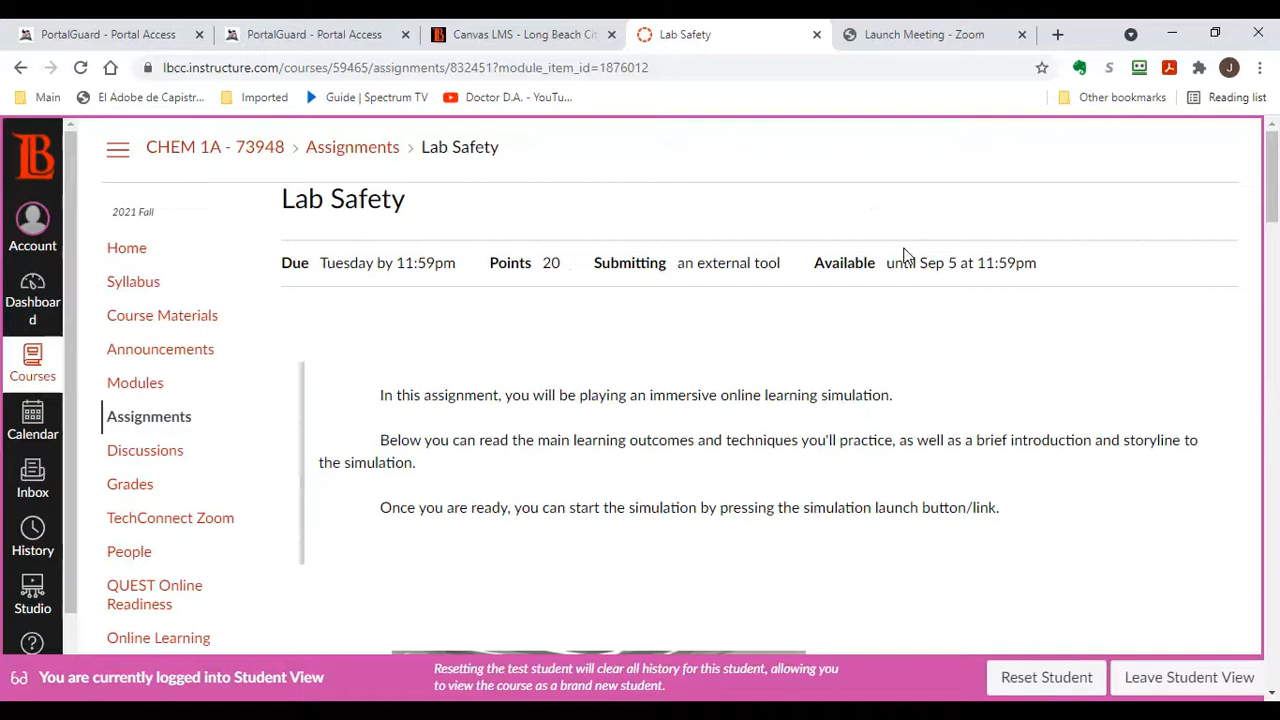 PortalGuard - Portal Access
PortalGuard - Portal Access
Canvas LMS - Long Beach Cit
Lab Safety
Launch Meeting - Zoom
lbcc.instructure.com/courses/59465/assignments/832451?module_item_id=1876012
J
Main
El Adobe de Capistr...
Imported
Guide | Spectrum TV
Doctor D.A. - YouTu...
Other bookmarks
Reading list
LB
Account
Dashboar
d
Courses
Calendar
Inbox
History
Studio
CHEM 1A - 73948 › Assignments › Lab Safety
2021 Fall
Home
Syllabus
Course Materials
Announcements
Modules
Assignments
Discussions
Grades
TechConnect Zoom
People
QUEST Online
Readiness
Online Learning
Lab Safety
Due Tuesday by 11:59pm Points 20 Submitting an external tool Available until Sep 5 at 11:59pm
In this assignment, you will be playing an immersive online learning simulation.
Below you can read the main learning outcomes and techniques you'll practice, as well as a brief introduction and storyline to
the simulation.
Once you are ready, you can start the simulation by pressing the simulation launch button/link.
You are currently logged into Student View
Resetting the test student will clear all history for this student, allowing you
to view the course as a brand new student.
Reset Student
Leave Student View